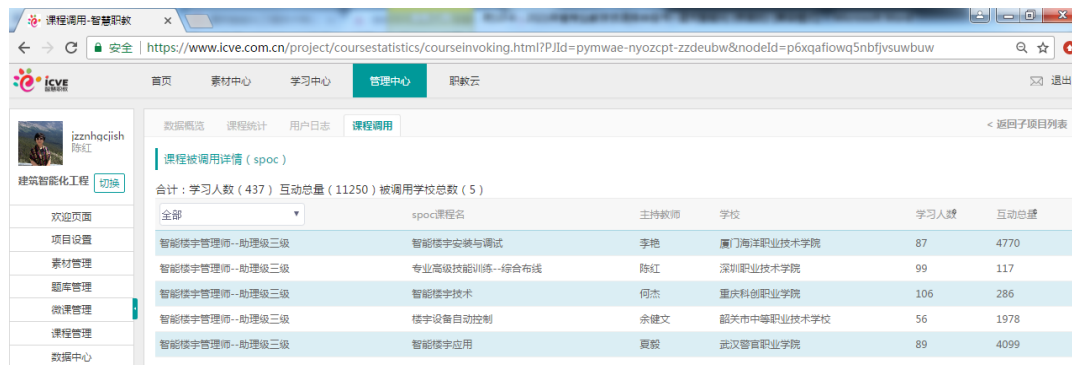 课程调用-智慧职教
安全 https://www.icve.com.cn/project/coursestatistics/courseinvoking.html?PJId=pymwae-nyozcpt-zzdeubw&nodeId=p6xqafiowq5nbfjvsuwbuw
icve 智慧职教 首页 素材中心 学习中心 管理中心 职教云 退出
jzznhgcjish
陈红
建筑智能化工程 切换
欢迎页面
项目设置
素材管理
题库管理
微课管理
课程管理
数据中心
数据概览 课程统计 用户日志 课程调用 < 返回子项目列表
课程被调用详情(spoc)
合计:学习人数(437) 互动总量(11250)被调用学校总数(5)
全部 spoc课程名 主持教师 学校 学习人数 互动总量
智能楼宇管理师--助理级三级 智能楼宇安装与调试 李艳 厦门海洋职业技术学院 87 4770
智能楼宇管理师--助理级三级 专业高级技能训练--综合布线 陈红 深圳职业技术学院 99 117
智能楼宇管理师--助理级三级 智能楼宇技术 何杰 重庆科创职业学院 106 286
智能楼宇管理师--助理级三级 楼宇设备自动控制 余健文 韶关市中等职业技术学校 56 1978
智能楼宇管理师--助理级三级 智能楼宇应用 夏毅 武汉警官职业学院 89 4099